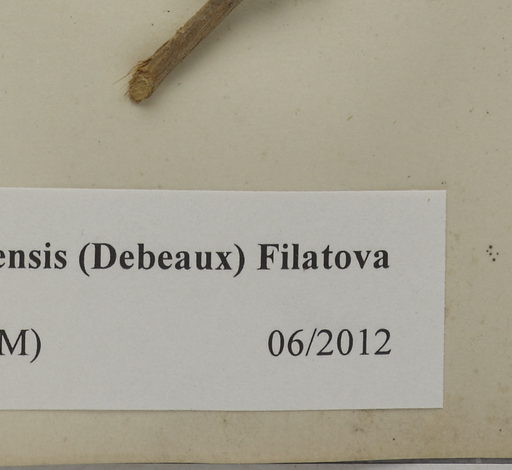 ensis (Debeaux) Filatova
M) 06/2012